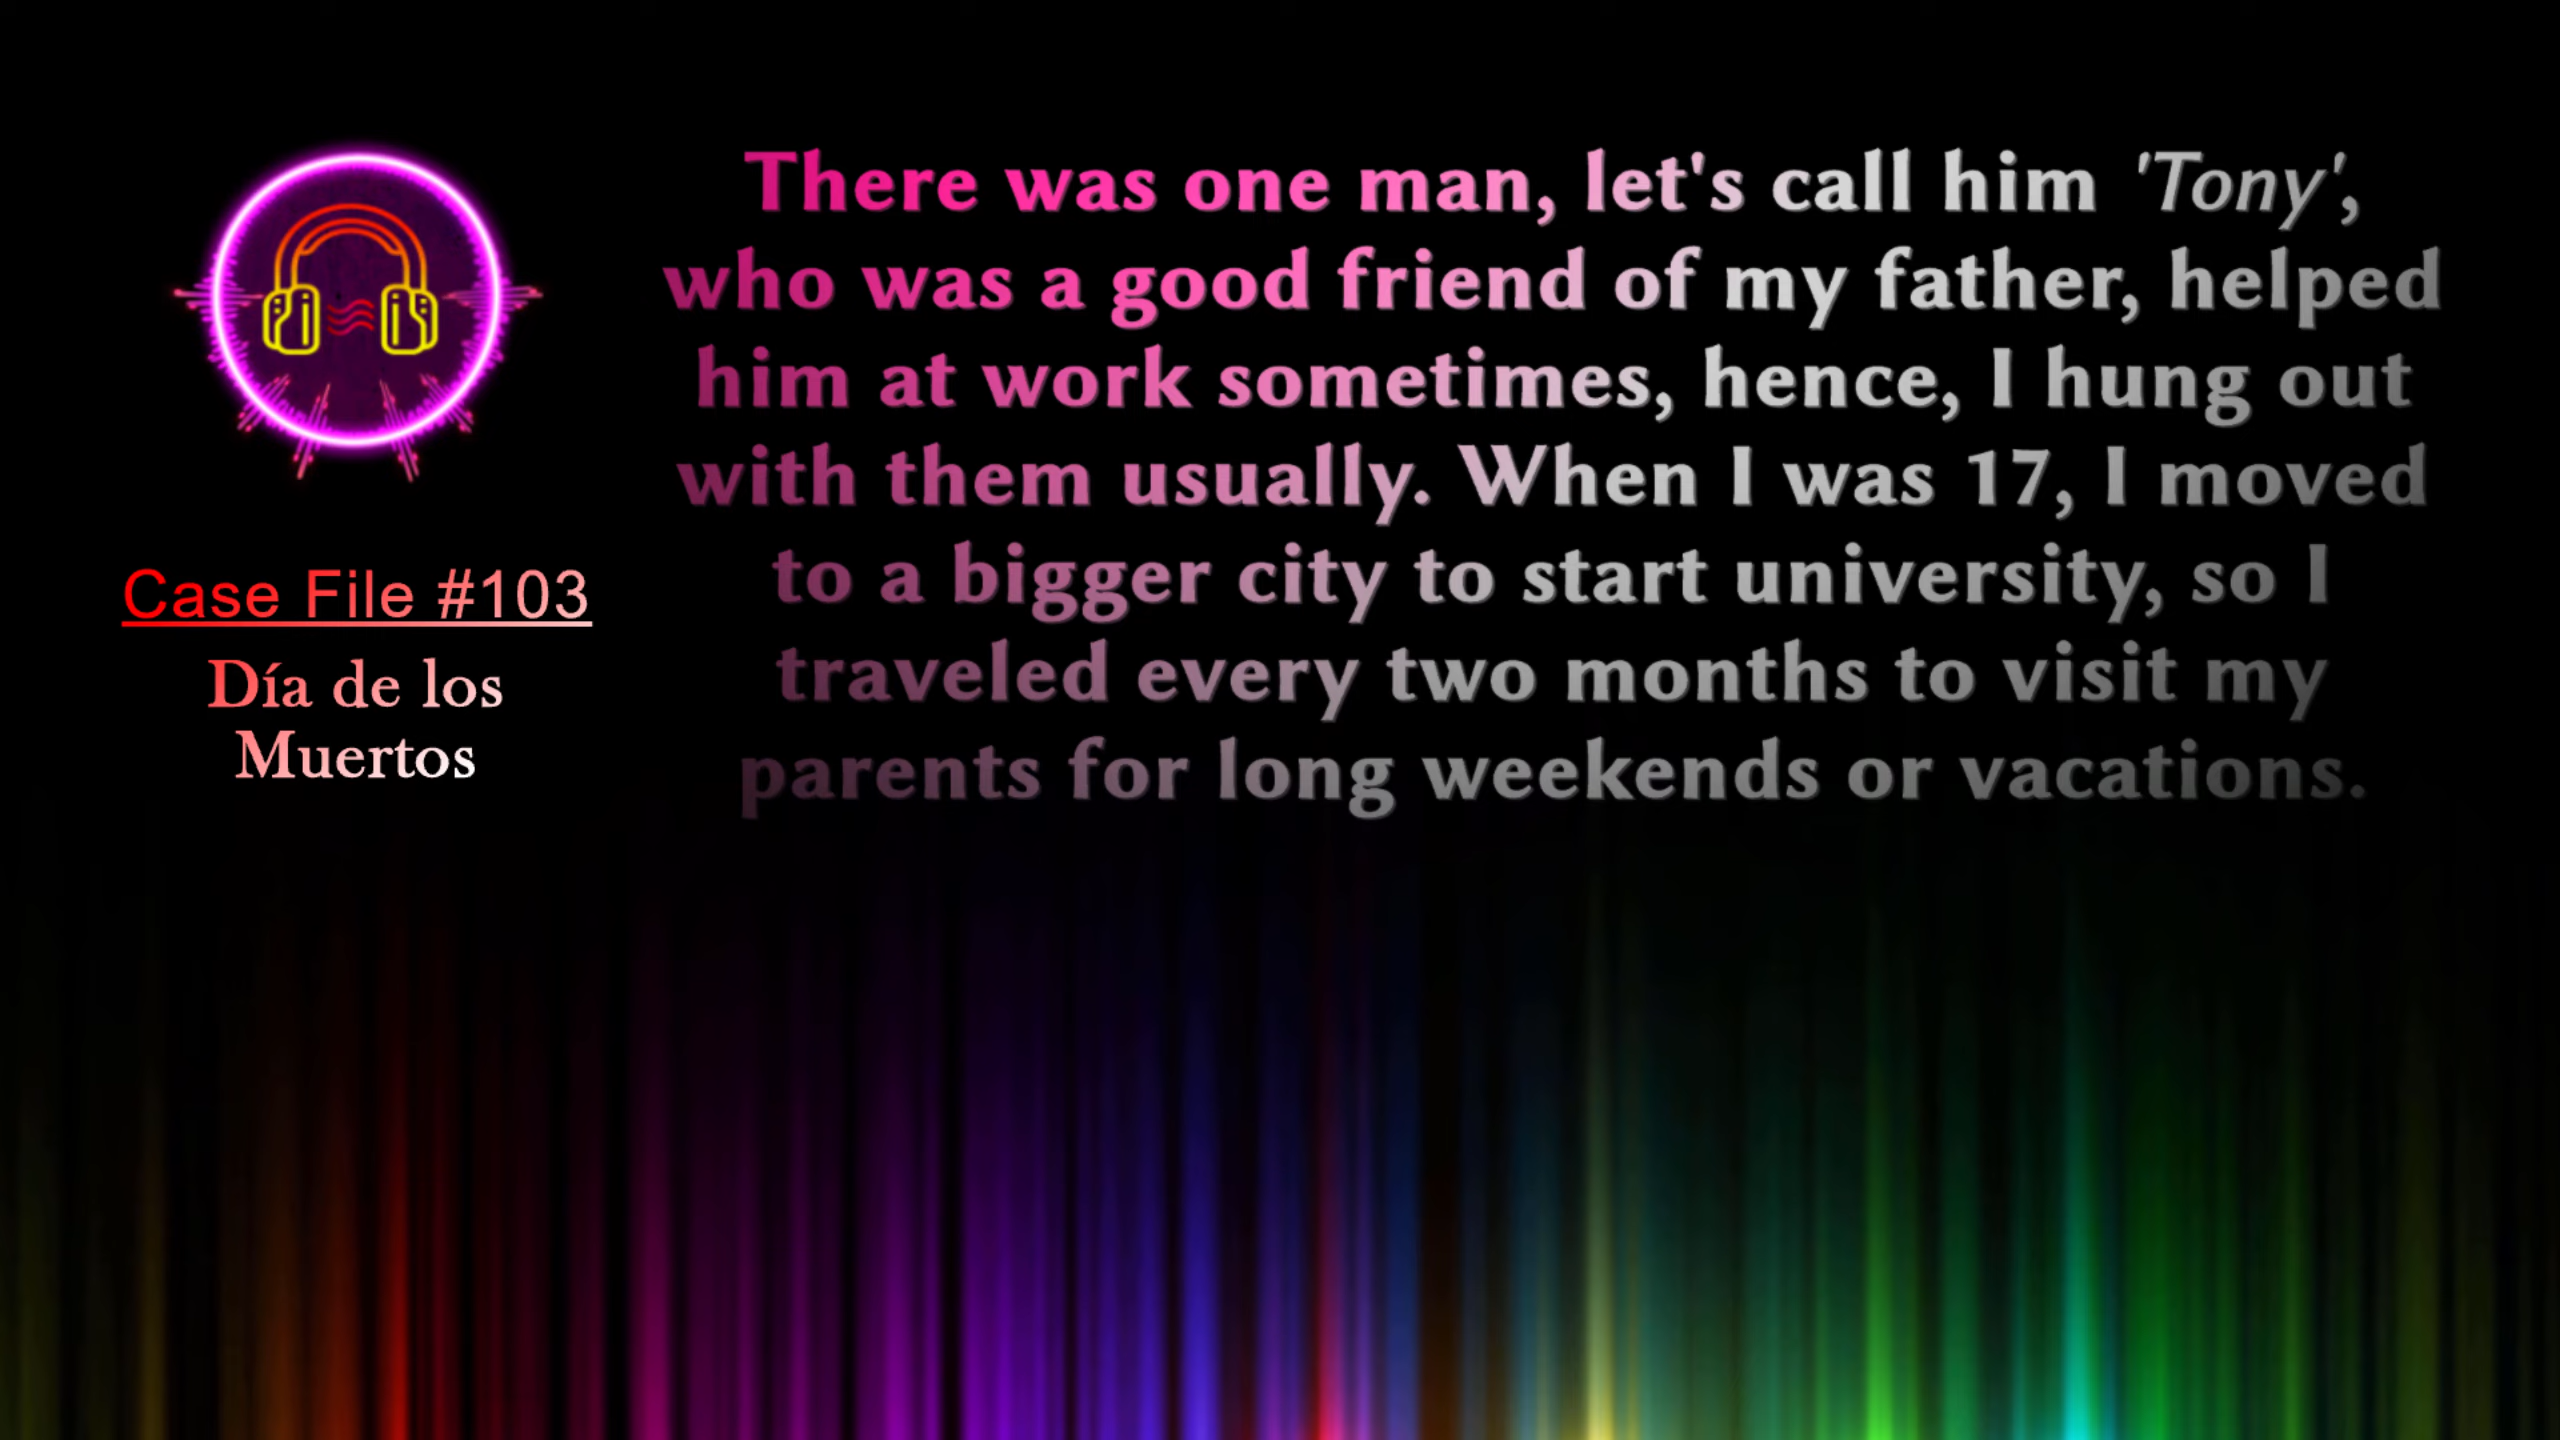 Case File #103
Día de los
Muertos
There was one man, let's call him 'Tony',
who was a good friend of my father, helped
him at work sometimes, hence, I hung out
with them usually. When I was 17, I moved
to a bigger city to start university, so I
traveled every two months to visit my
parents for long weekends or vacations.